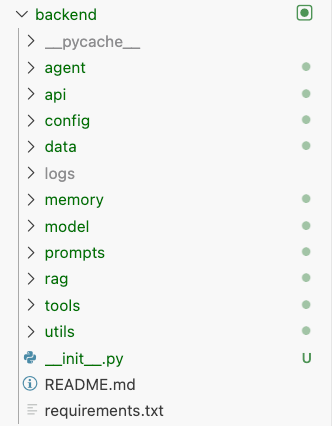 backend
__pycache__
agent
api
config
data
logs
memory
model
prompts
rag
tools
utils
__init__.py U
README.md
requirements.txt